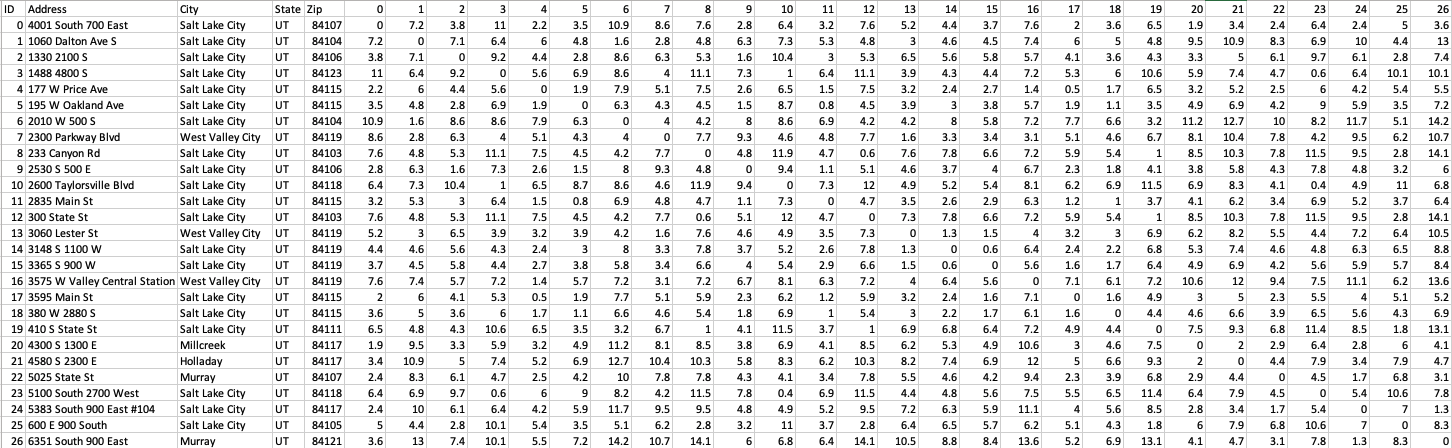 ID Address City State Zip 0 1 2 3 4 5 6 7 8 9 10 11 12 13 14 15 16 17 18 19 20 21 22 23 24 25 26
0 4001 South 700 East Salt Lake City UT 84107 0 7.2 3.8 11 2.2 3.5 10.9 8.6 7.6 2.8 6.4 3.2 7.6 5.2 4.4 3.7 7.6 2 3.6 6.5 1.9 3.4 2.4 6.4 2.4 5 3.6
1 1060 Dalton Ave S Salt Lake City UT 84104 7.2 0 7.1 6.4 6 4.8 1.6 2.8 4.8 6.3 7.3 5.3 4.8 3 4.6 4.5 7.4 6 5 4.8 9.5 10.9 8.3 6.9 10 4.4 13
2 1330 2100 S Salt Lake City UT 84106 3.8 7.1 0 9.2 4.4 2.8 8.6 6.3 5.3 1.6 10.4 3 5.3 6.5 5.6 5.8 5.7 4.1 3.6 4.3 3.3 5 6.1 9.7 6.1 2.8 7.4
3 1488 4800 S Salt Lake City UT 84123 11 6.4 9.2 0 5.6 6.9 8.6 4 11.1 7.3 1 6.4 11.1 3.9 4.3 4.4 7.2 5.3 6 10.6 5.9 7.4 4.7 0.6 6.4 10.1 10.1
4 177 W Price Ave Salt Lake City UT 84115 2.2 6 4.4 5.6 0 1.9 7.9 5.1 7.5 2.6 6.5 1.5 7.5 3.2 2.4 2.7 1.4 0.5 1.7 6.5 3.2 5.2 2.5 6 4.2 5.4 5.5
5 195 W Oakland Ave Salt Lake City UT 84115 3.5 4.8 2.8 6.9 1.9 0 6.3 4.3 4.5 1.5 8.7 0.8 4.5 3.9 3 3.8 5.7 1.9 1.1 3.5 4.9 6.9 4.2 9 5.9 3.5 7.2
6 2010 W 500 S Salt Lake City UT 84104 10.9 1.6 8.6 8.6 7.9 6.3 0 4 4.2 8 8.6 6.9 4.2 4.2 8 5.8 7.2 7.7 6.6 3.2 11.2 12.7 10 8.2 11.7 5.1 14.2
7 2300 Parkway Blvd West Valley City UT 84119 8.6 2.8 6.3 4 5.1 4.3 4 0 7.7 9.3 4.6 4.8 7.7 1.6 3.3 3.4 3.1 5.1 4.6 6.7 8.1 10.4 7.8 4.2 9.5 6.2 10.7
8 233 Canyon Rd Salt Lake City UT 84103 7.6 4.8 5.3 11.1 7.5 4.5 4.2 7.7 0 4.8 11.9 4.7 0.6 7.6 7.8 6.6 7.2 5.9 5.4 1 8.5 10.3 7.8 11.5 9.5 2.8 14.1
9 2530 S 500 E Salt Lake City UT 84106 2.8 6.3 1.6 7.3 2.6 1.5 8 9.3 4.8 0 9.4 1.1 5.1 4.6 3.7 4 6.7 2.3 1.8 4.1 3.8 5.8 4.3 7.8 4.8 3.2 6
10 2600 Taylorsville Blvd Salt Lake City UT 84118 6.4 7.3 10.4 1 6.5 8.7 8.6 4.6 11.9 9.4 0 7.3 12 4.9 5.2 5.4 8.1 6.2 6.9 11.5 6.9 8.3 4.1 0.4 4.9 11 6.8
11 2835 Main St Salt Lake City UT 84115 3.2 5.3 3 6.4 1.5 0.8 6.9 4.8 4.7 1.1 7.3 0 4.7 3.5 2.6 2.9 6.3 1.2 1 3.7 4.1 6.2 3.4 6.9 5.2 3.7 6.4
12 300 State St Salt Lake City UT 84103 7.6 4.8 5.3 11.1 7.5 4.5 4.2 7.7 0.6 5.1 12 4.7 0 7.3 7.8 6.6 7.2 5.9 5.4 1 8.5 10.3 7.8 11.5 9.5 2.8 14.1
13 3060 Lester St West Valley City UT 84119 5.2 3 6.5 3.9 3.2 3.9 4.2 1.6 7.6 4.6 4.9 3.5 7.3 0 1.3 1.5 4 3.2 3 6.9 6.2 8.2 5.5 4.4 7.2 6.4 10.5
14 3148 S 1100 W Salt Lake City UT 84119 4.4 4.6 5.6 4.3 2.4 3 8 3.3 7.8 3.7 5.2 2.6 7.8 1.3 0 0.6 6.4 2.4 2.2 6.8 5.3 7.4 4.6 4.8 6.3 6.5 8.8
15 3365 S 900 W Salt Lake City UT 84119 3.7 4.5 5.8 4.4 2.7 3.8 5.8 3.4 6.6 4 5.4 2.9 6.6 1.5 0.6 0 5.6 1.6 1.7 6.4 4.9 6.9 4.2 5.6 5.9 5.7 8.4
16 3575 W Valley Central Station West Valley City UT 84119 7.6 7.4 5.7 7.2 1.4 5.7 7.2 3.1 7.2 6.7 8.1 6.3 7.2 4 6.4 5.6 0 7.1 6.1 7.2 10.6 12 9.4 7.5 11.1 6.2 13.6
17 3595 Main St Salt Lake City UT 84115 2 6 4.1 5.3 0.5 1.9 7.7 5.1 5.9 2.3 6.2 1.2 5.9 3.2 2.4 1.6 7.1 0 1.6 4.9 3 5 2.3 5.5 4 5.1 5.2
18 380 W 2880 S Salt Lake City UT 84115 3.6 5 3.6 6 1.7 1.1 6.6 4.6 5.4 1.8 6.9 1 5.4 3 2.2 1.7 6.1 1.6 0 4.4 4.6 6.6 3.9 6.5 5.6 4.3 6.9
19 410 S State St Salt Lake City UT 84111 6.5 4.8 4.3 10.6 6.5 3.5 3.2 6.7 1 4.1 11.5 3.7 1 6.9 6.8 6.4 7.2 4.9 4.4 0 7.5 9.3 6.8 11.4 8.5 1.8 13.1
20 4300 S 1300 E Millcreek UT 84117 1.9 9.5 3.3 5.9 3.2 4.9 11.2 8.1 8.5 3.8 6.9 4.1 8.5 6.2 5.3 4.9 10.6 3 4.6 7.5 0 2 2.9 6.4 2.8 6 4.1
21 4580 S 2300 E Holladay UT 84117 3.4 10.9 5 7.4 5.2 6.9 12.7 10.4 10.3 5.8 8.3 6.2 10.3 8.2 7.4 6.9 12 5 6.6 9.3 2 0 4.4 7.9 3.4 7.9 4.7
22 5025 State St Murray UT 84107 2.4 8.3 6.1 4.7 2.5 4.2 10 7.8 7.8 4.3 4.1 3.4 7.8 5.5 4.6 4.2 9.4 2.3 3.9 6.8 2.9 4.4 0 4.5 1.7 6.8 3.1
23 5100 South 2700 West Salt Lake City UT 84118 6.4 6.9 9.7 0.6 6 9 8.2 4.2 11.5 7.8 0.4 6.9 11.5 4.4 4.8 5.6 7.5 5.5 6.5 11.4 6.4 7.9 4.5 0 5.4 10.6 7.8
24 5383 South 900 East #104 Salt Lake City UT 84117 2.4 10 6.1 6.4 4.2 5.9 11.7 9.5 9.5 4.8 4.9 5.2 9.5 7.2 6.3 5.9 11.1 4 5.6 8.5 2.8 3.4 1.7 5.4 0 7 1.3
25 600 E 900 South Salt Lake City UT 84105 5 4.4 2.8 10.1 5.4 3.5 5.1 6.2 2.8 3.2 11 3.7 2.8 6.4 6.5 5.7 6.2 5.1 4.3 1.8 6 7.9 6.8 10.6 7 0 8.3
26 6351 South 900 East Murray UT 84121 3.6 13 7.4 10.1 5.5 7.2 14.2 10.7 14.1 6 6.8 6.4 14.1 10.5 8.8 8.4 13.6 5.2 6.9 13.1 4.1 4.7 3.1 7.8 1.3 8.3 0